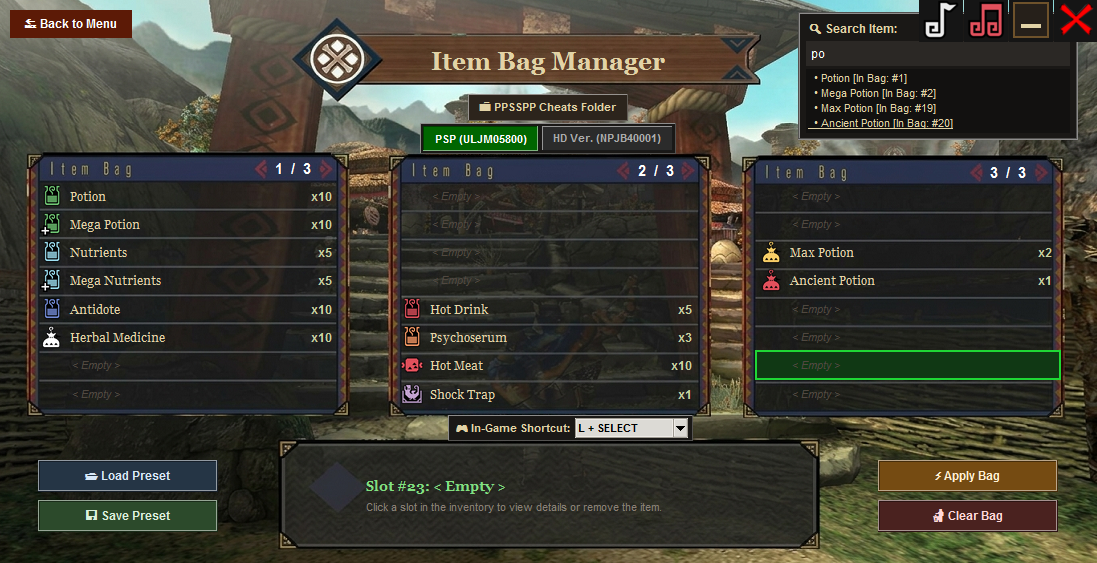 Back to Menu
Item Bag Manager
Search Item:
po
• Potion [In Bag: #1]
• Mega Potion [In Bag: #2]
• Max Potion [In Bag: #19]
• Ancient Potion [In Bag: #20]
PPSSPP Cheats Folder
PSP (ULJM05800)
HD Ver. (NPJB40001)
Item Bag 1 / 3
Potion x10
Mega Potion x10
Nutrients x5
Mega Nutrients x5
Antidote x10
Herbal Medicine x10
< Empty >
< Empty >
Item Bag 2 / 3
< Empty >
< Empty >
< Empty >
< Empty >
Hot Drink x5
Psychoserum x3
Hot Meat x10
Shock Trap x1
Item Bag 3 / 3
< Empty >
< Empty >
Max Potion x2
Ancient Potion x1
< Empty >
< Empty >
< Empty >
< Empty >
In-Game Shortcut: L + SELECT
Load Preset
Save Preset
Slot #23: < Empty >
Click a slot in the inventory to view details or remove the item.
Apply Bag
Clear Bag